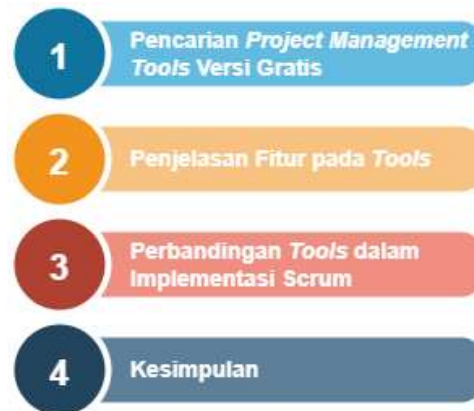 1
Pencarian Project Management
Tools Versi Gratis
2
Penjelasan Fitur pada Tools
3
Perbandingan Tools dalam
Implementasi Scrum
4
Kesimpulan